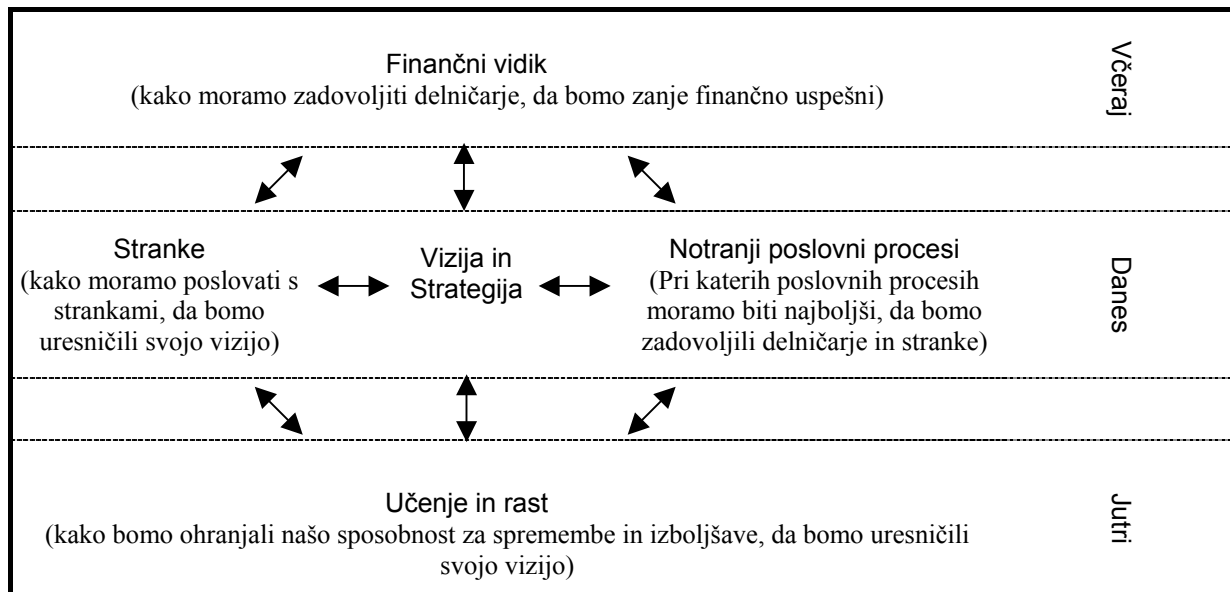 Finančni vidik
(kako moramo zadovoljiti delničarje, da bomo zanje finančno uspešni)
Včeraj
Stranke
(kako moramo poslovati s
strankami, da bomo
uresničili svojo vizijo)
Vizija in
Strategija
Notranji poslovni procesi
(Pri katerih poslovnih procesih
moramo biti najboljši, da bomo
zadovoljili delničarje in stranke)
Danes
Učenje in rast
(kako bomo ohranjali našo sposobnost za spremembe in izboljšave, da bomo uresničili
svojo vizijo)
Jutri